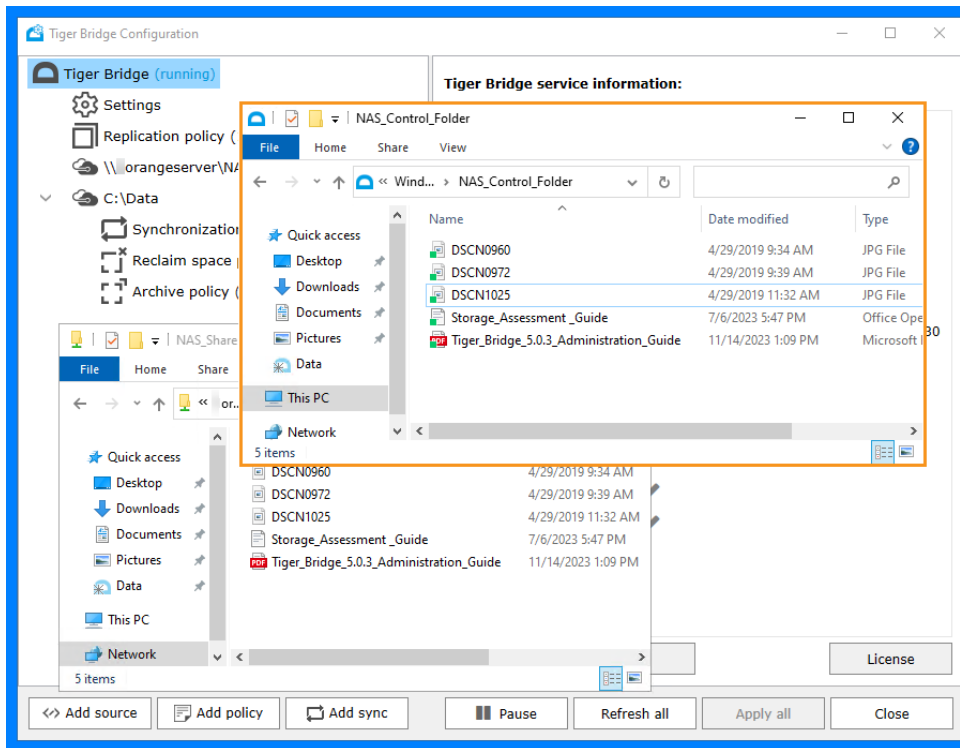 Tiger Bridge Configuration
Tiger Bridge (running)
Settings
Replication policy (
\\ orangeserver\NA
C:\Data
Synchronization
Reclaim space
Archive policy (
Tiger Bridge service information:
NAS_Control_Folder
File Home Share View
« Wind... › NAS_Control_Folder
Name Date modified Type
Quick access
Desktop
Downloads
Documents
Pictures
Data
This PC
Network
DSCN0960 4/29/2019 9:34 AM JPG File
DSCN0972 4/29/2019 9:39 AM JPG File
DSCN1025 4/29/2019 11:32 AM JPG File
Storage_Assessment _Guide 7/6/2023 5:47 PM Office Ope
Tiger_Bridge_5.0.3_Administration_Guide 11/14/2023 1:09 PM Microsoft
5 items
30
NAS_Share
File Home Share
« or...
Quick access
Desktop
Downloads
Documents
Pictures
Data
This PC
Network
DSCN0960 4/29/2019 9:34 AM
DSCN0972 4/29/2019 9:39 AM
DSCN1025 4/29/2019 11:32 AM
Storage_Assessment _Guide 7/6/2023 5:47 PM
Tiger_Bridge_5.0.3_Administration_Guide 11/14/2023 1:09 PM
5 items
License
Add source Add policy Add sync Pause Refresh all Apply all Close